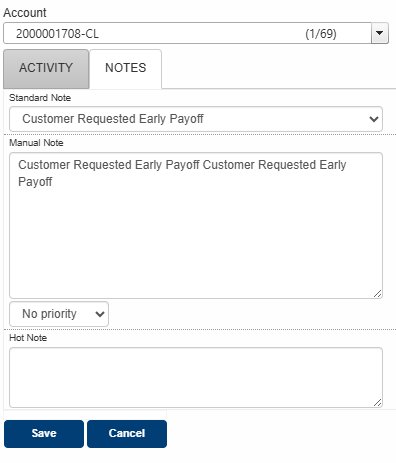 Account
2000001708-CL (1/69)
ACTIVITY NOTES
Standard Note
Customer Requested Early Payoff
Manual Note
Customer Requested Early Payoff Customer Requested Early
Payoff
No priority
Hot Note
Save Cancel